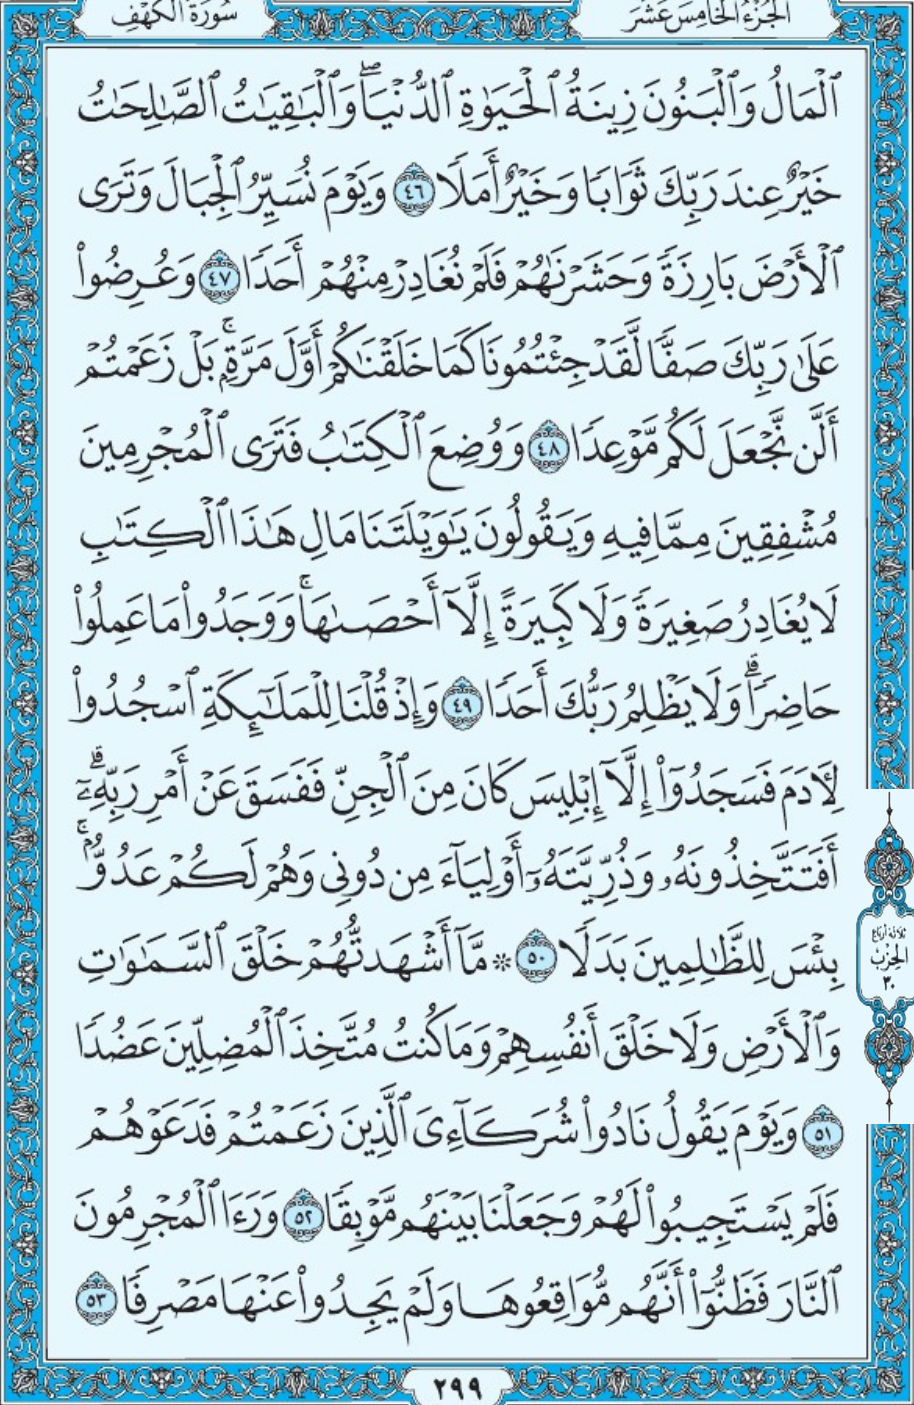 سُورَةُ الكَهْفِ
الجُزْءُ الخَامِسَ عَشَرَ
ٱلْمَالُ وَٱلْبَنُونَ زِينَةُ ٱلْحَيَوٰةِ ٱلدُّنْيَاۖ وَٱلْبَٰقِيَٰتُ ٱلصَّٰلِحَٰتُ
خَيْرٌ عِندَ رَبِّكَ ثَوَابًا وَخَيْرٌ أَمَلًا ٤٦ وَيَوْمَ نُسَيِّرُ ٱلْجِبَالَ وَتَرَى
ٱلْأَرْضَ بَارِزَةً وَحَشَرْنَٰهُمْ فَلَمْ نُغَادِرْ مِنْهُمْ أَحَدًا ٤٧ وَعُرِضُوا۟
عَلَىٰ رَبِّكَ صَفًّا لَّقَدْ جِئْتُمُونَا كَمَا خَلَقْنَٰكُمْ أَوَّلَ مَرَّةٍۭۚ بَلْ زَعَمْتُمْ
أَلَّن نَّجْعَلَ لَكُم مَّوْعِدًا ٤٨ وَوُضِعَ ٱلْكِتَٰبُ فَتَرَى ٱلْمُجْرِمِينَ
مُشْفِقِينَ مِمَّا فِيهِ وَيَقُولُونَ يَٰوَيْلَتَنَا مَالِ هَٰذَا ٱلْكِتَٰبِ
لَا يُغَادِرُ صَغِيرَةً وَلَا كَبِيرَةً إِلَّآ أَحْصَىٰهَاۚ وَوَجَدُوا۟ مَا عَمِلُوا۟
حَاضِرًاۗ وَلَا يَظْلِمُ رَبُّكَ أَحَدًا ٤٩ وَإِذْ قُلْنَا لِلْمَلَٰٓئِكَةِ ٱسْجُدُوا۟
لِءَادَمَ فَسَجَدُوٓا۟ إِلَّآ إِبْلِيسَ كَانَ مِنَ ٱلْجِنِّ فَفَسَقَ عَنْ أَمْرِ رَبِّهِۦٓۗ
أَفَتَتَّخِذُونَهُۥ وَذُرِّيَّتَهُۥٓ أَوْلِيَآءَ مِن دُونِى وَهُمْ لَكُمْ عَدُوٌّۢۚ
بِئْسَ لِلظَّٰلِمِينَ بَدَلًا ٥٠ ۞ مَّآ أَشْهَدتُّهُمْ خَلْقَ ٱلسَّمَٰوَٰتِ
ثلاثة أرباع
الحِزْبُ
٣٠
وَٱلْأَرْضِ وَلَا خَلْقَ أَنفُسِهِمْ وَمَا كُنتُ مُتَّخِذَ ٱلْمُضِلِّينَ عَضُدًا
٥١ وَيَوْمَ يَقُولُ نَادُوا۟ شُرَكَآءِىَ ٱلَّذِينَ زَعَمْتُمْ فَدَعَوْهُمْ
فَلَمْ يَسْتَجِيبُوا۟ لَهُمْ وَجَعَلْنَا بَيْنَهُم مَّوْبِقًا ٥٢ وَرَءَا ٱلْمُجْرِمُونَ
ٱلنَّارَ فَظَنُّوٓا۟ أَنَّهُم مُّوَاقِعُوهَا وَلَمْ يَجِدُوا۟ عَنْهَا مَصْرِفًا ٥٣
٢٩٩